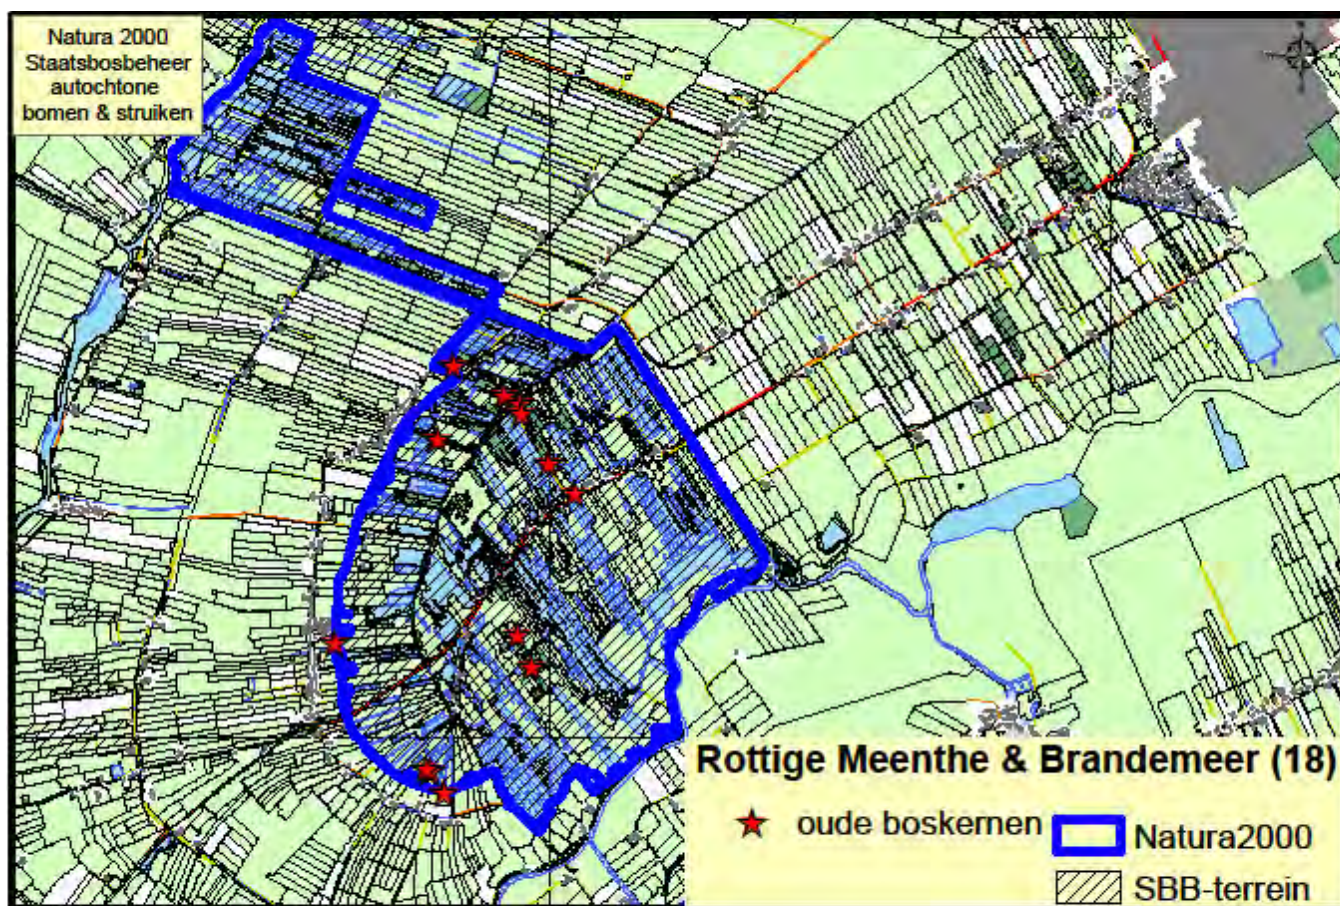 Natura 2000
Staatsbosbeheer
autochtone
bomen & struiken
Rottige Meenthe & Brandemeer (18)
oude boskernen
Natura2000
SBB-terrein